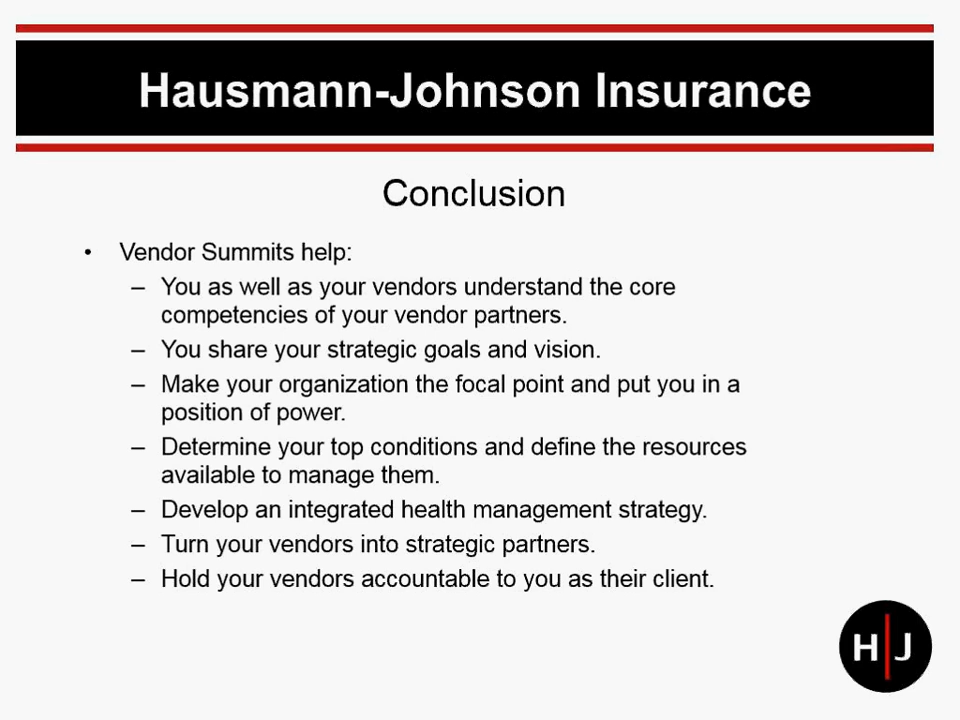 Hausmann-Johnson Insurance
Conclusion
• Vendor Summits help:
– You as well as your vendors understand the core
competencies of your vendor partners.
– You share your strategic goals and vision.
– Make your organization the focal point and put you in a
position of power.
– Determine your top conditions and define the resources
available to manage them.
– Develop an integrated health management strategy.
– Turn your vendors into strategic partners.
– Hold your vendors accountable to you as their client.
H|J